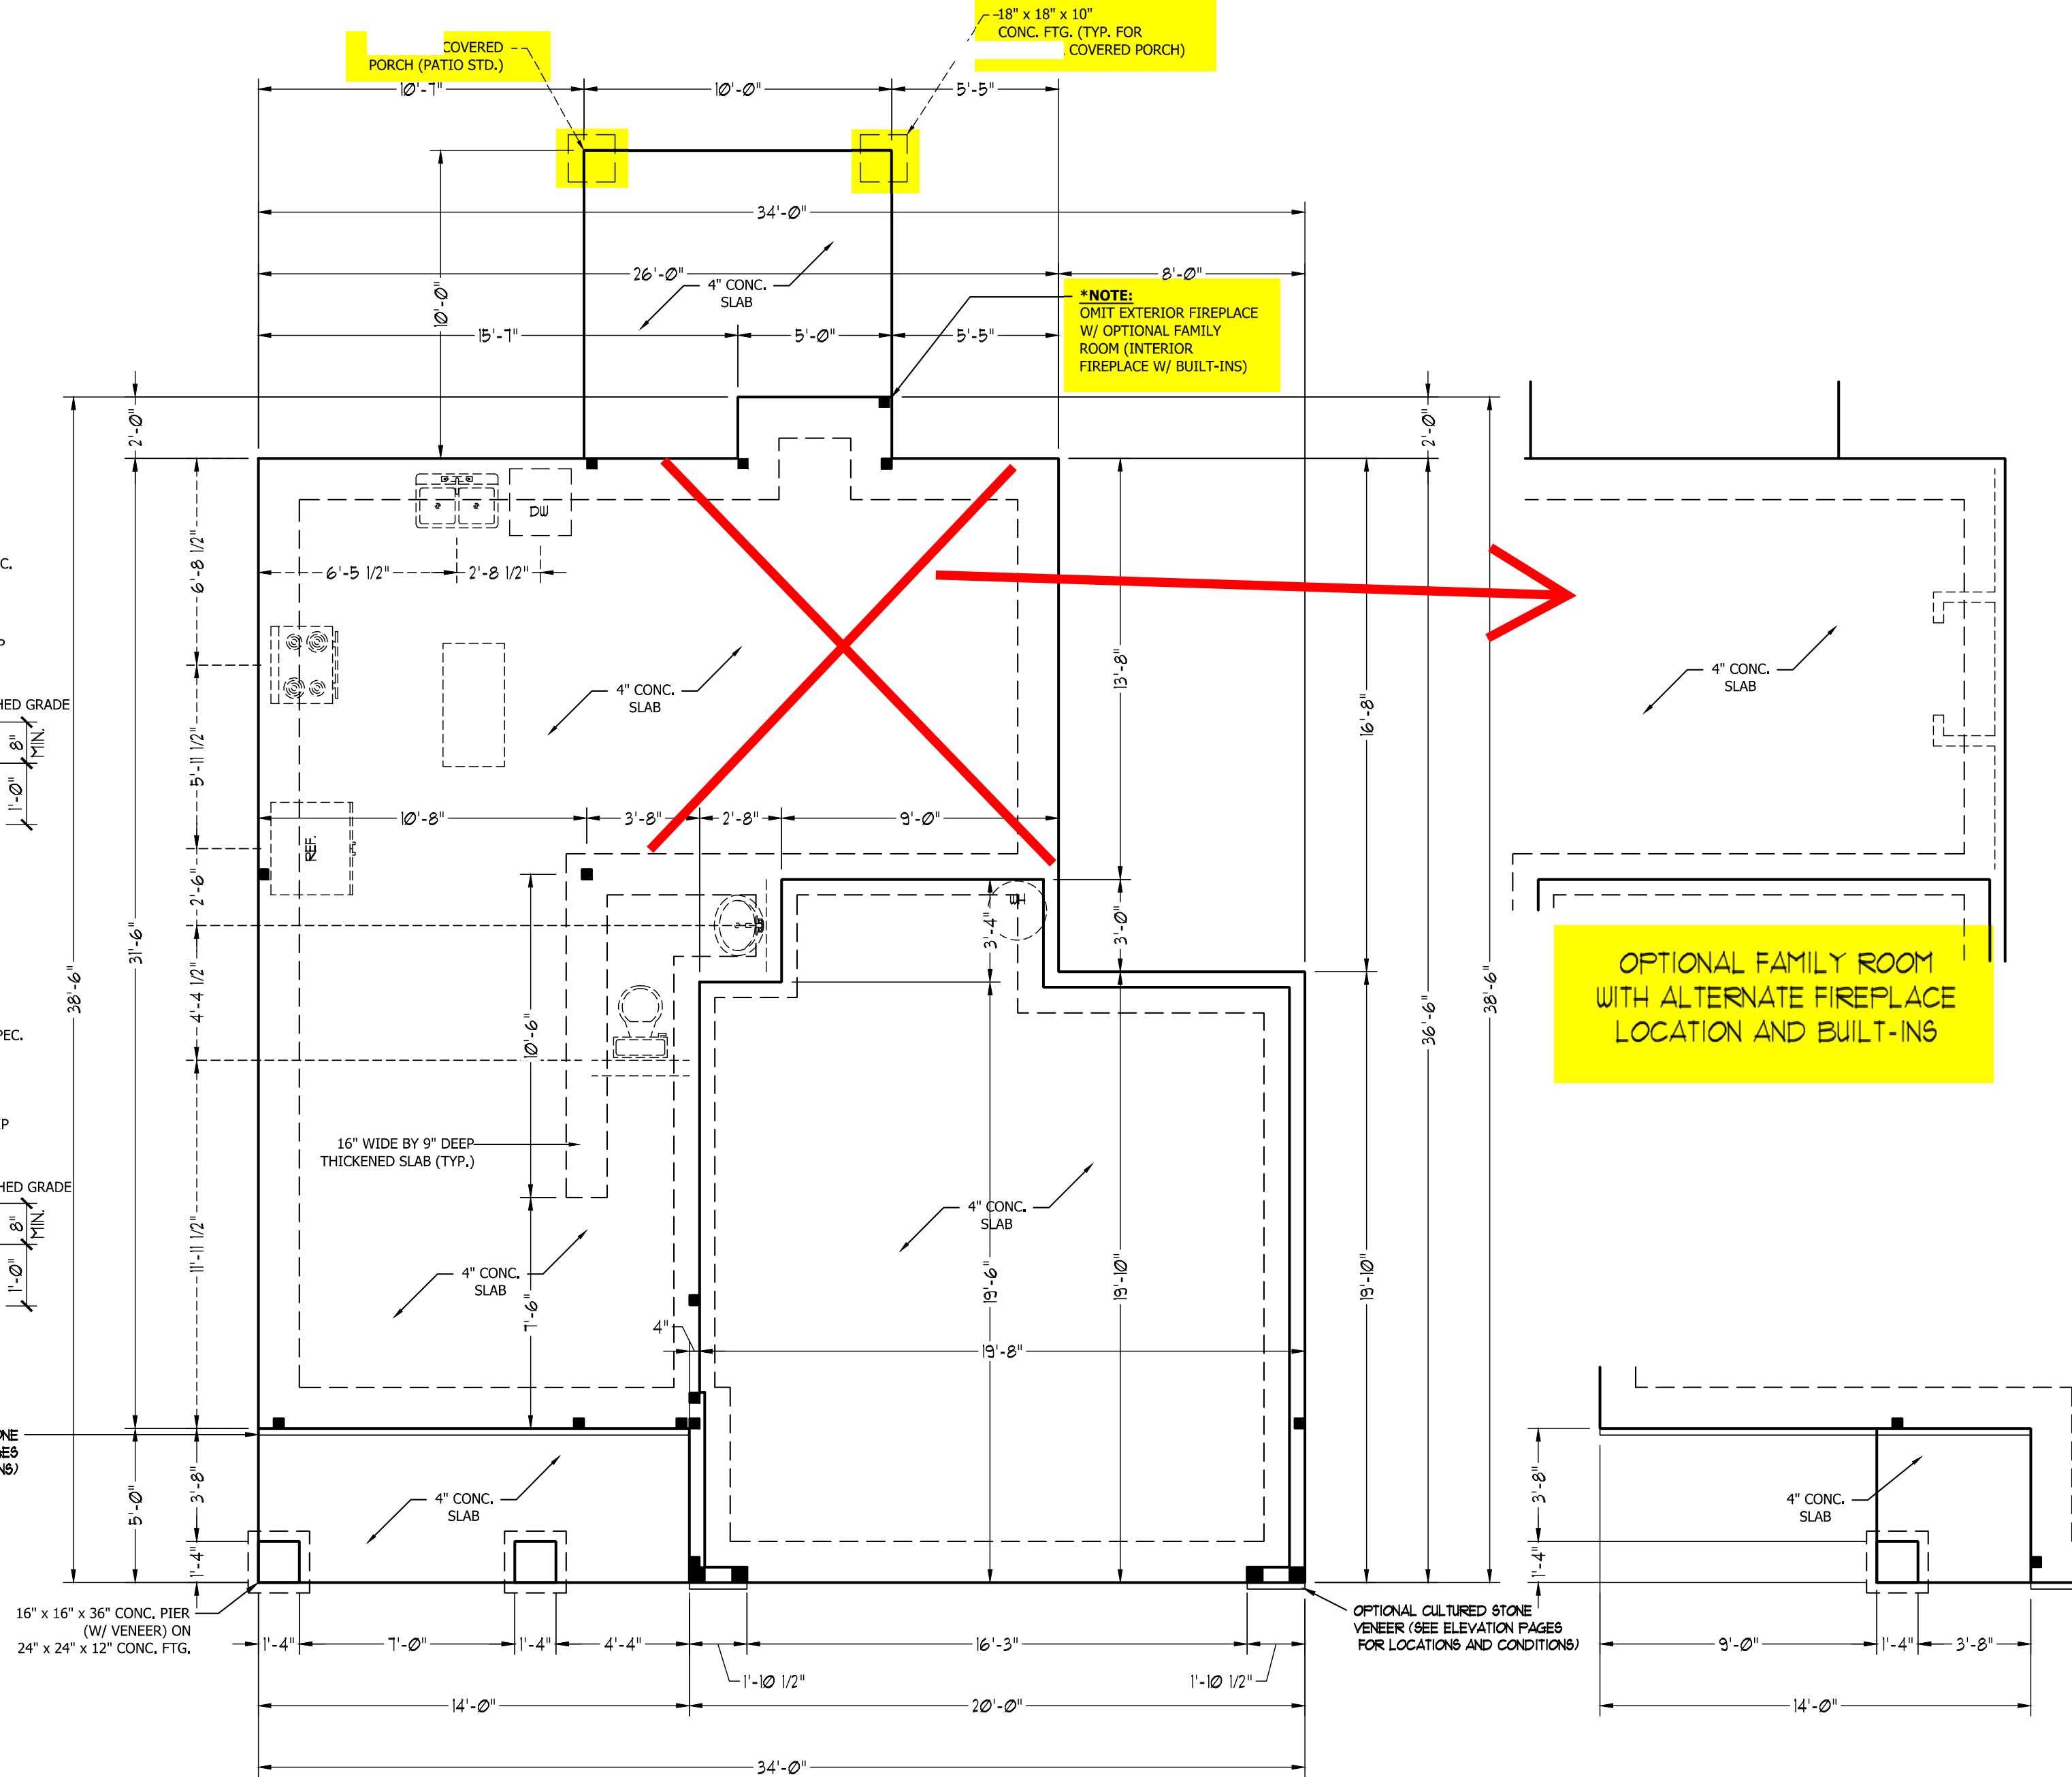 COVERED
PORCH (PATIO STD.)
18" x 18" x 10"
CONC. FTG. (TYP. FOR
COVERED PORCH)
10'-7"
10'-0"
5'-5"
34'-0"
26'-0"
8'-0"
10'-0"
4" CONC.
SLAB
*NOTE:
OMIT EXTERIOR FIREPLACE
W/ OPTIONAL FAMILY
ROOM (INTERIOR
FIREPLACE W/ BUILT-INS)
15'-7"
5'-0"
5'-5"
2'-0"
2'-0"
DW
6'-5 1/2"
2'-8 1/2"
6'-8 1/2"
C.
P
4" CONC.
SLAB
13'-8"
16'-8"
4" CONC.
SLAB
HED GRADE
8"
MIN.
1'-0"
5'-11 1/2"
10'-8"
3'-8"
2'-8"
9'-0"
REF.
2'-6"
WH
3'-4"
3'-0"
31'-6"
38'-6"
4'-4 1/2"
10'-6"
36'-6"
38'-6"
OPTIONAL FAMILY ROOM
WITH ALTERNATE FIREPLACE
LOCATION AND BUILT-INS
PEC.
P
16" WIDE BY 9" DEEP
THICKENED SLAB (TYP.)
HED GRADE
8"
MIN.
1'-0"
11'-11 1/2"
4" CONC.
SLAB
4" CONC.
SLAB
7'-6"
19'-6"
19'-10"
19'-10"
4"
19'-8"
ONE
GES
NS)
5'-0"
3'-8"
1'-4"
4" CONC.
SLAB
3'-8"
1'-4"
4" CONC.
SLAB
16" x 16" x 36" CONC. PIER
(W/ VENEER) ON
24" x 24" x 12" CONC. FTG.
OPTIONAL CULTURED STONE
VENEER (SEE ELEVATION PAGES
FOR LOCATIONS AND CONDITIONS)
1'-4"
7'-0"
1'-4"
4'-4"
16'-3"
9'-0"
1'-4"
3'-8"
1'-10 1/2"
1'-10 1/2"
14'-0"
20'-0"
14'-0"
34'-0"